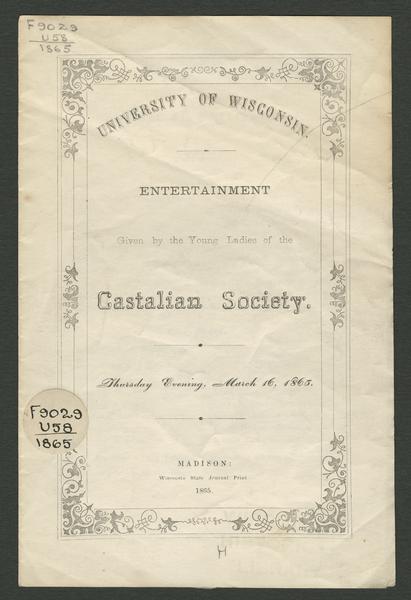 F9029
U58
1865
UNIVERSITY OF WISCONSIN.
ENTERTAINMENT
Given by the Young Ladies of the
Castalian Society.
Thursday Evening, March 16, 1865.
F9029
U58
1865
MADISON:
Wisconsin State Journal Print
1865.
H